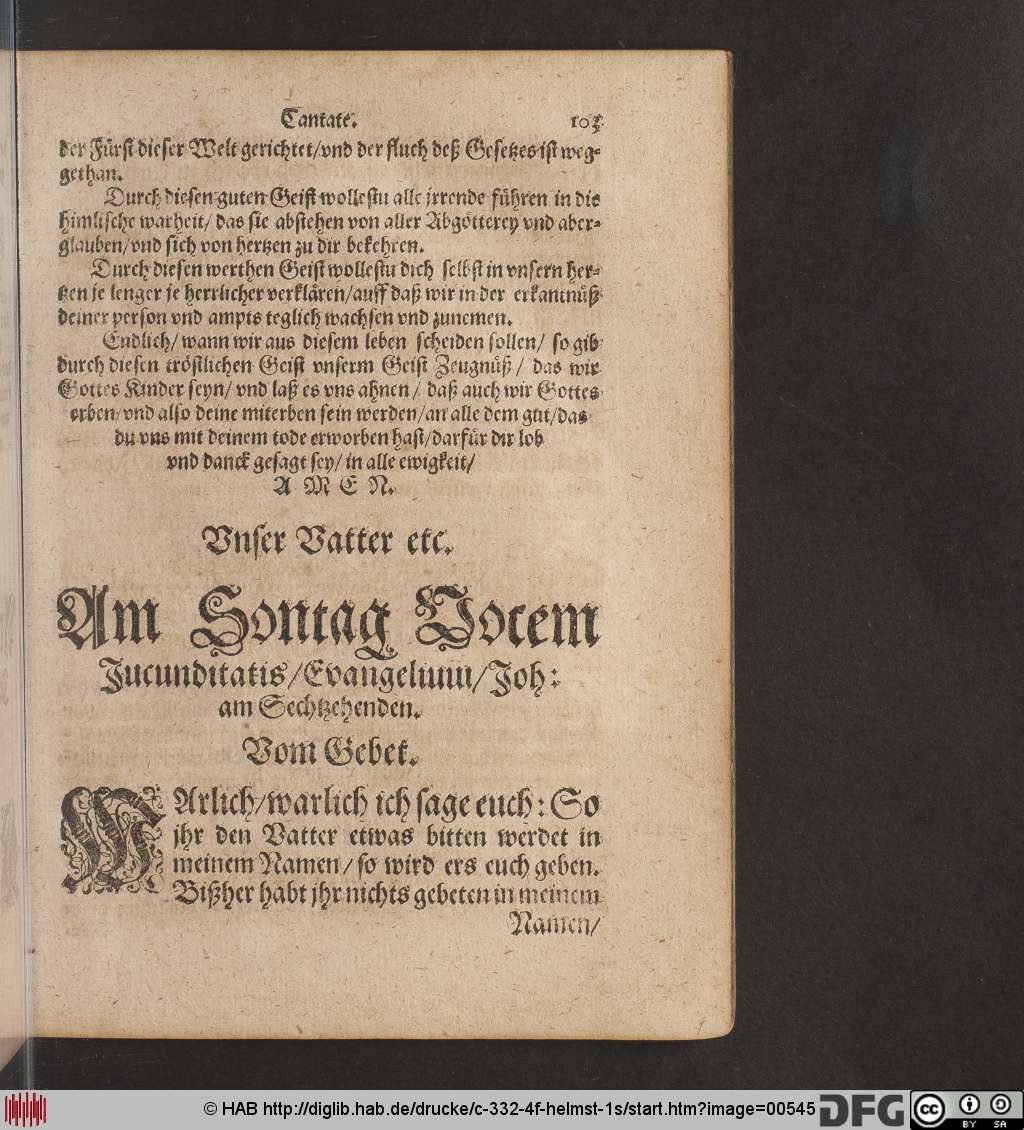 Cantate. 103.
der Fürst dieser Welt gerichtet/vnd der fluch deß Gesetzes ist weg-
gethan.
Durch diesen guten Geist wollestu alle jrrende führen in die
himlische warheit/ das sie abstehen von aller Abgötterey vnd aber-
glauben/vnd sich von hertzen zu dir bekehren.
Durch diesen werthen Geist wollestu dich selbst in vnsern her-
tzen je lenger je herrlicher verklären/auff daß wir in der erkantnüß
deiner person vnd ampts teglich wachsen vnd zunemen.
Endlich/ wann wir aus diesem leben scheiden sollen/ so gib
durch diesen tröstlichen Geist vnserm Geist Zeugnüß/ das wir
Gottes Kinder seyn/ vnd laß es vns ahnen/ daß auch wir Gottes
erben/vnd also deine miterben sein werden/an alle dem gut/das
du vns mit deinem tode erworben hast/darfür dir lob
vnd danck gesagt sey/ in alle ewigkeit/
A M E N.
Vnser Vatter etc.
Am Sontag Vocem
Jucunditatis/Evangelium/Joh:
am Sechtzehenden.
Vom Gebet.
WArlich/warlich ich sage euch: So
jhr den Vatter etwas bitten werdet in
meinem Namen/ so wird ers euch geben.
Bißher habt jhr nichts gebeten in meinem
Namen/
© HAB http://diglib.hab.de/drucke/c-332-4f-helmst-1s/start.htm?image=00545 DFG cc BY SA